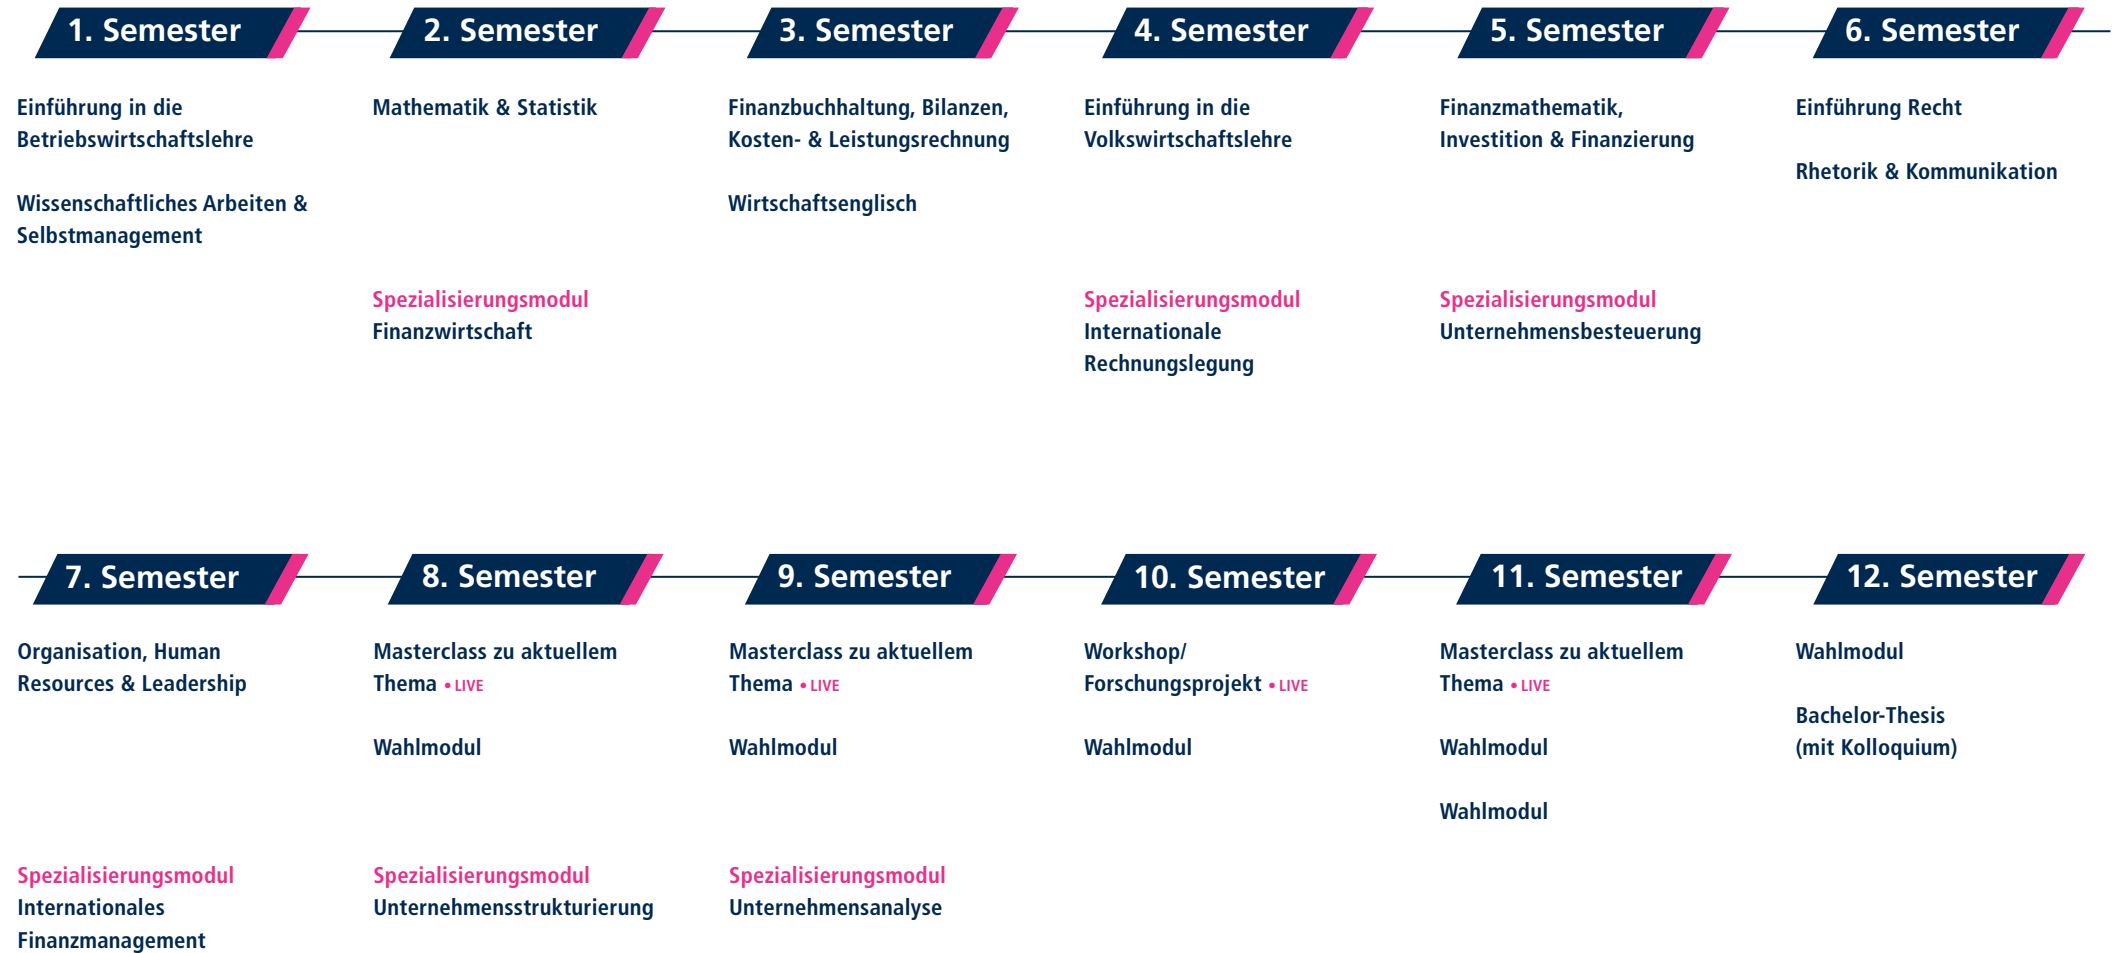 1. Semester
Einführung in die
Betriebswirtschaftslehre
Wissenschaftliches Arbeiten &
Selbstmanagement
2. Semester
Mathematik & Statistik
Spezialisierungsmodul
Finanzwirtschaft
3. Semester
Finanzbuchhaltung, Bilanzen,
Kosten- & Leistungsrechnung
Wirtschaftsenglisch
4. Semester
Einführung in die
Volkswirtschaftslehre
Spezialisierungsmodul
Internationale
Rechnungslegung
5. Semester
Finanzmathematik,
Investition & Finanzierung
Spezialisierungsmodul
Unternehmensbesteuerung
6. Semester
Einführung Recht
Rhetorik & Kommunikation
7. Semester
Organisation, Human
Resources & Leadership
Spezialisierungsmodul
Internationales
Finanzmanagement
8. Semester
Masterclass zu aktuellem
Thema • LIVE
Wahlmodul
Spezialisierungsmodul
Unternehmensstrukturierung
9. Semester
Masterclass zu aktuellem
Thema • LIVE
Wahlmodul
Spezialisierungsmodul
Unternehmensanalyse
10. Semester
Workshop/
Forschungsprojekt • LIVE
Wahlmodul
11. Semester
Masterclass zu aktuellem
Thema • LIVE
Wahlmodul
Wahlmodul
12. Semester
Wahlmodul
Bachelor-Thesis
(mit Kolloquium)